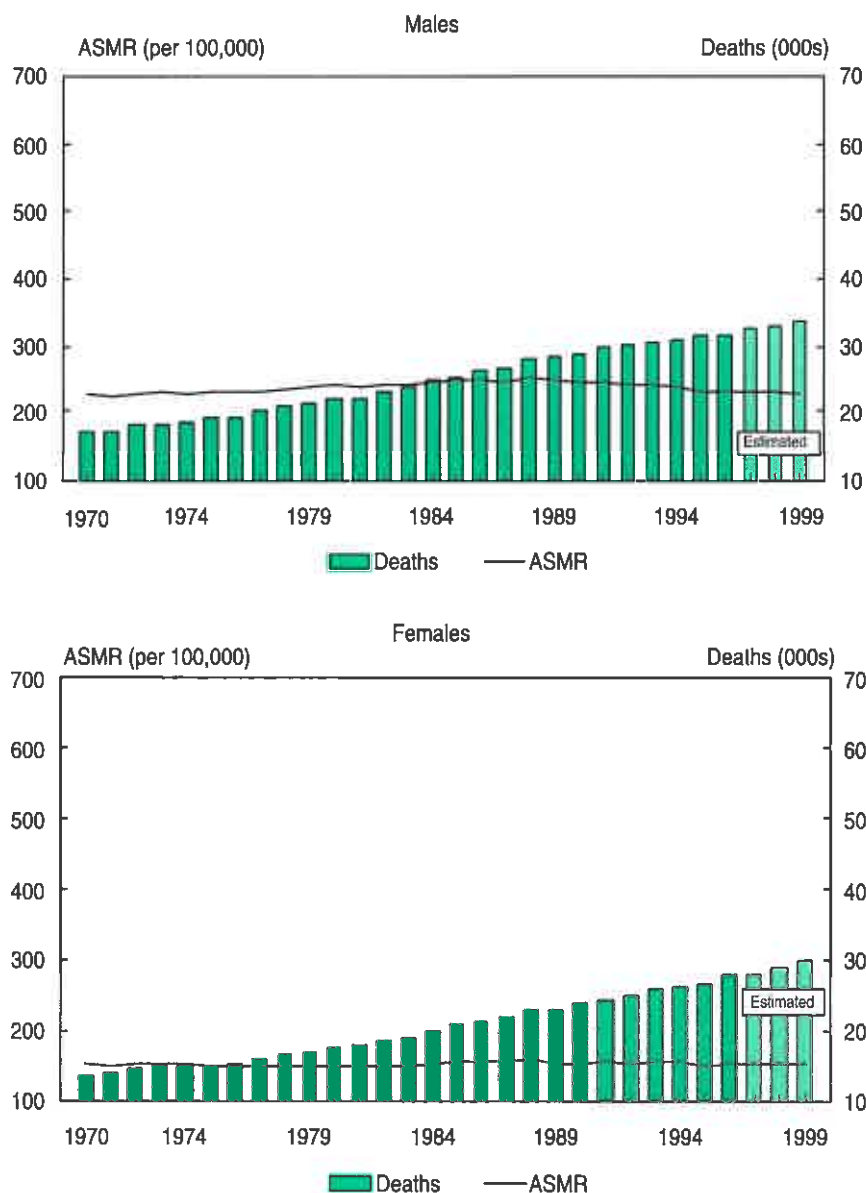 Males
ASMR (per 100,000) Deaths (000s)
700 70
600 60
500 50
400 40
300 30
200 20
Estimated
100 10
1970 1974 1979 1984 1989 1994 1999
Deaths ASMR
Females
ASMR (per 100,000) Deaths (000s)
700 70
600 60
500 50
400 40
300 30
Estimated
200 20
100 10
1970 1974 1979 1984 1989 1994 1999
Deaths ASMR